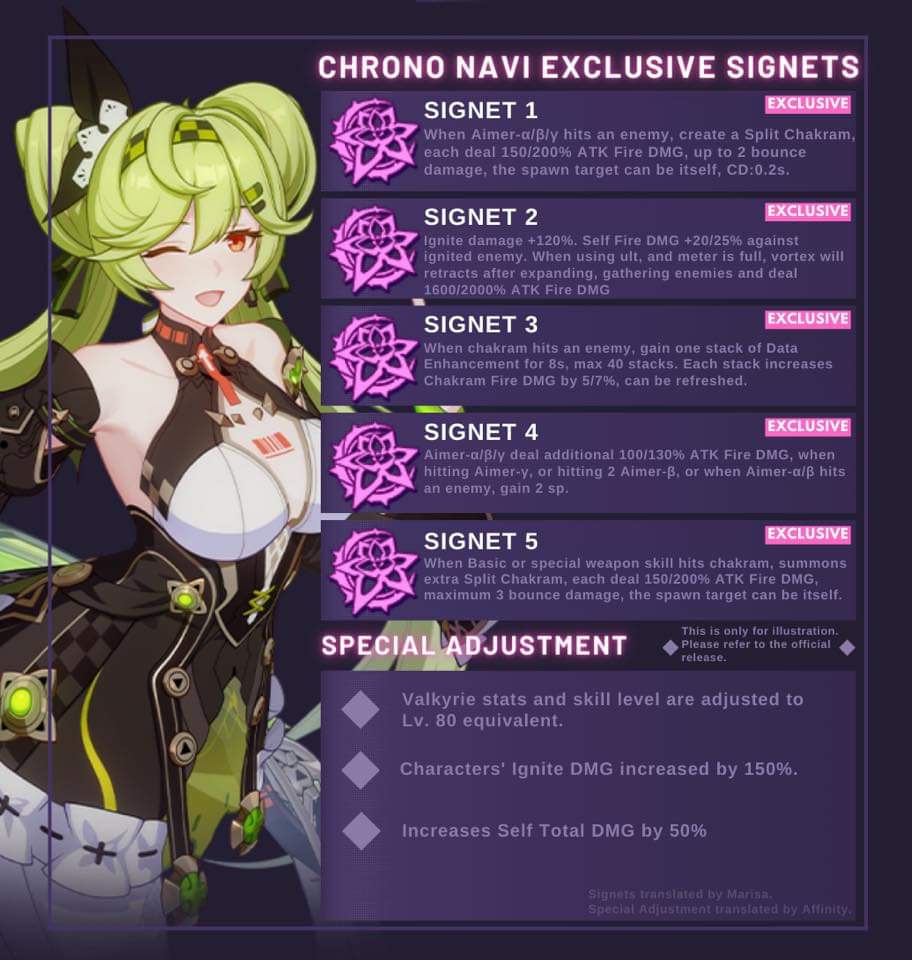 CHRONO NAVI EXCLUSIVE SIGNETS
SIGNET 1
EXCLUSIVE
When Aimer-α/β/γ hits an enemy, create a Split Chakram,
each deal 150/200% ATK Fire DMG, up to 2 bounce
damage, the spawn target can be itself, CD:0.2s.
SIGNET 2
EXCLUSIVE
Ignite damage +120%. Self Fire DMG +20/25% against
ignited enemy. When using ult, and meter is full, vortex will
retracts after expanding, gathering enemies and deal
1600/2000% ATK Fire DMG
SIGNET 3
EXCLUSIVE
When chakram hits an enemy, gain one stack of Data
Enhancement for 8s, max 40 stacks. Each stack increases
Chakram Fire DMG by 5/7%, can be refreshed.
SIGNET 4
EXCLUSIVE
Aimer-α/β/γ deal additional 100/130% ATK Fire DMG, when
hitting Aimer-γ, or hitting 2 Aimer-β, or when Aimer-α/β hits
an enemy, gain 2 sp.
SIGNET 5
EXCLUSIVE
When Basic or special weapon skill hits chakram, summons
extra Split Chakram, each deal 150/200% ATK Fire DMG,
maximum 3 bounce damage, the spawn target can be itself.
SPECIAL ADJUSTMENT
This is only for illustration.
Please refer to the official
release.
Valkyrie stats and skill level are adjusted to
Lv. 80 equivalent.
Characters' Ignite DMG increased by 150%.
Increases Self Total DMG by 50%
Signets translated by Marisa.
Special Adjustment translated by Affinity.